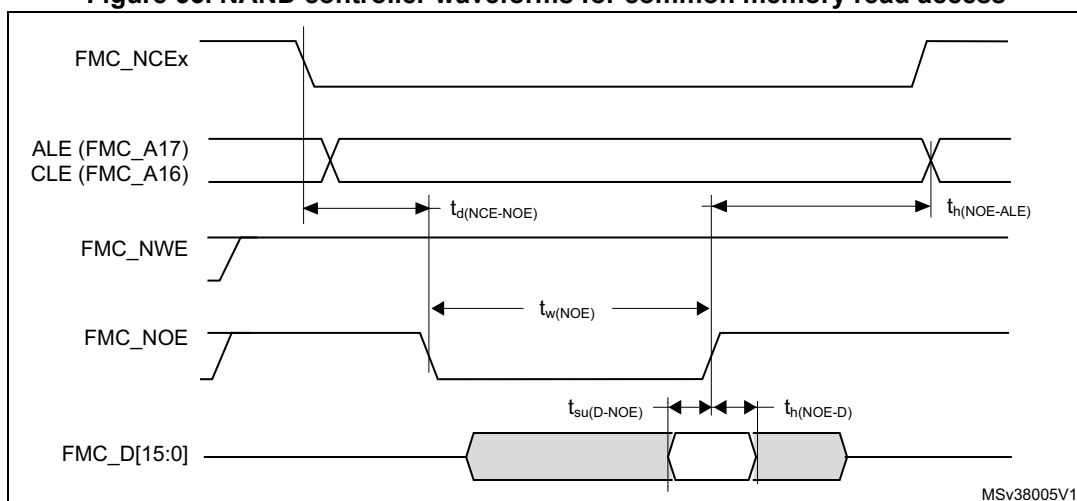 Figure 53. NAND controller waveforms for common memory read access
FMC_NCEx
ALE (FMC_A17)
CLE (FMC_A16)
td(NCE-NOE)
th(NOE-ALE)
FMC_NWE
tw(NOE)
FMC_NOE
tsu(D-NOE)
th(NOE-D)
FMC_D[15:0]
MSv38005V1